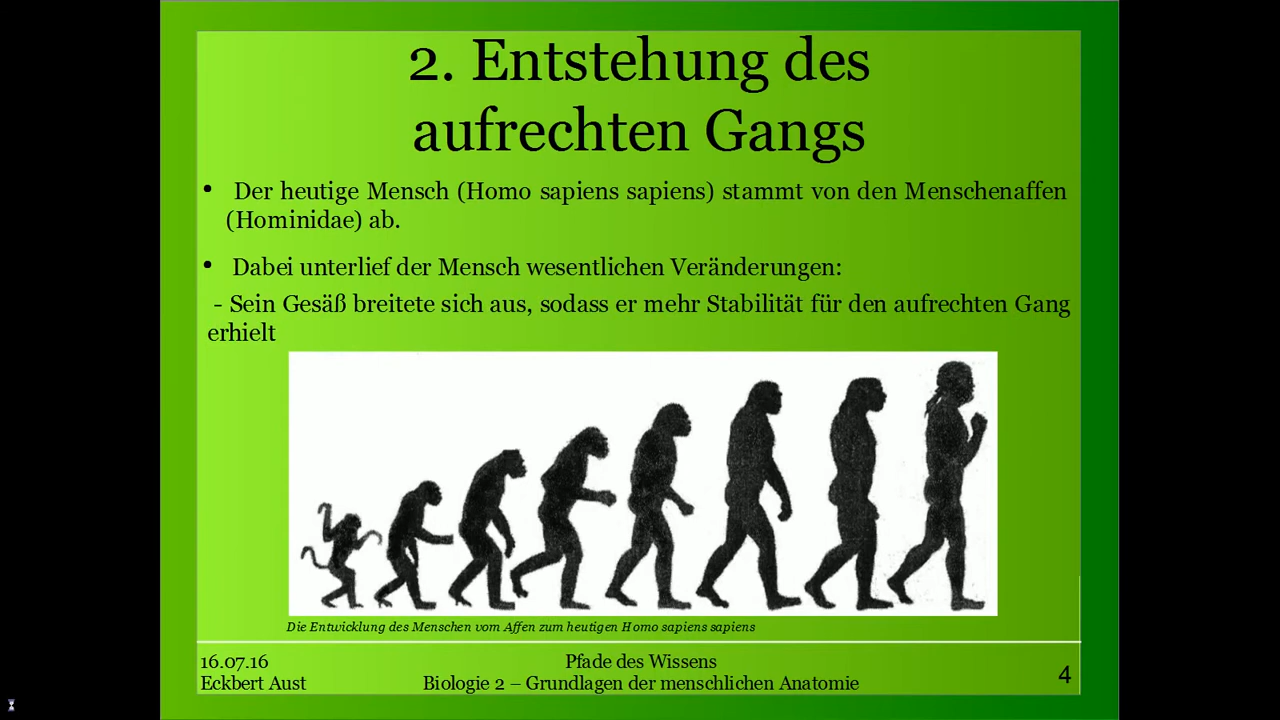 2. Entstehung des
aufrechten Gangs
• Der heutige Mensch (Homo sapiens sapiens) stammt von den Menschenaffen
(Hominidae) ab.
• Dabei unterlief der Mensch wesentlichen Veränderungen:
- Sein Gesäß breitete sich aus, sodass er mehr Stabilität für den aufrechten Gang
erhielt
Die Entwicklung des Menschen vom Affen zum heutigen Homo sapiens sapiens
16.07.16
Eckbert Aust
Pfade des Wissens
Biologie 2 – Grundlagen der menschlichen Anatomie
4